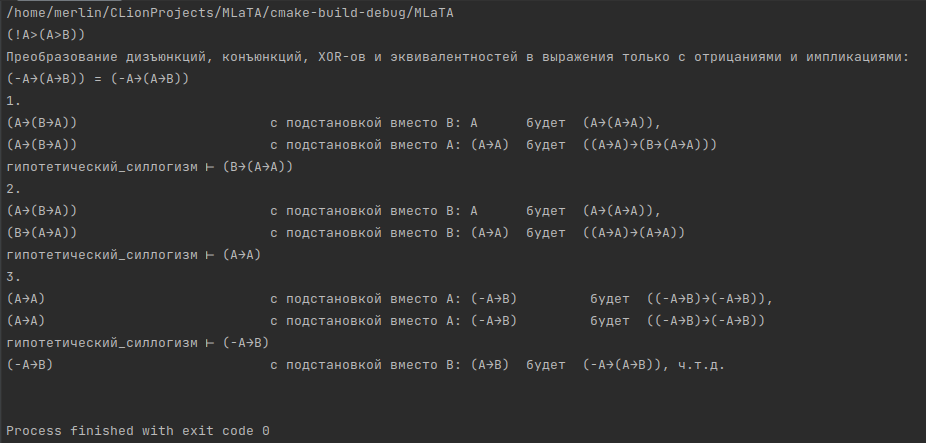 /home/merlin/CLionProjects/MLaTA/cmake-build-debug/MLaTA
(!A>(A>B))
Преобразование дизъюнкций, конъюнкций, XOR-ов и эквивалентностей в выражения только с отрицаниями и импликациями:
(-A→(A→B)) = (-A→(A→B))
1.
(A→(B→A)) с подстановкой вместо B: A будет (A→(A→A)),
(A→(B→A)) с подстановкой вместо A: (A→A) будет ((A→A)→(B→(A→A)))
гипотетический_силлогизм ⊢ (B→(A→A))
2.
(A→(B→A)) с подстановкой вместо B: A будет (A→(A→A)),
(B→(A→A)) с подстановкой вместо B: (A→A) будет ((A→A)→(A→A))
гипотетический_силлогизм ⊢ (A→A)
3.
(A→A) с подстановкой вместо A: (-A→B) будет ((-A→B)→(-A→B)),
(A→A) с подстановкой вместо A: (-A→B) будет ((-A→B)→(-A→B))
гипотетический_силлогизм ⊢ (-A→B)
(-A→B) с подстановкой вместо B: (A→B) будет (-A→(A→B)), ч.т.д.
Process finished with exit code 0